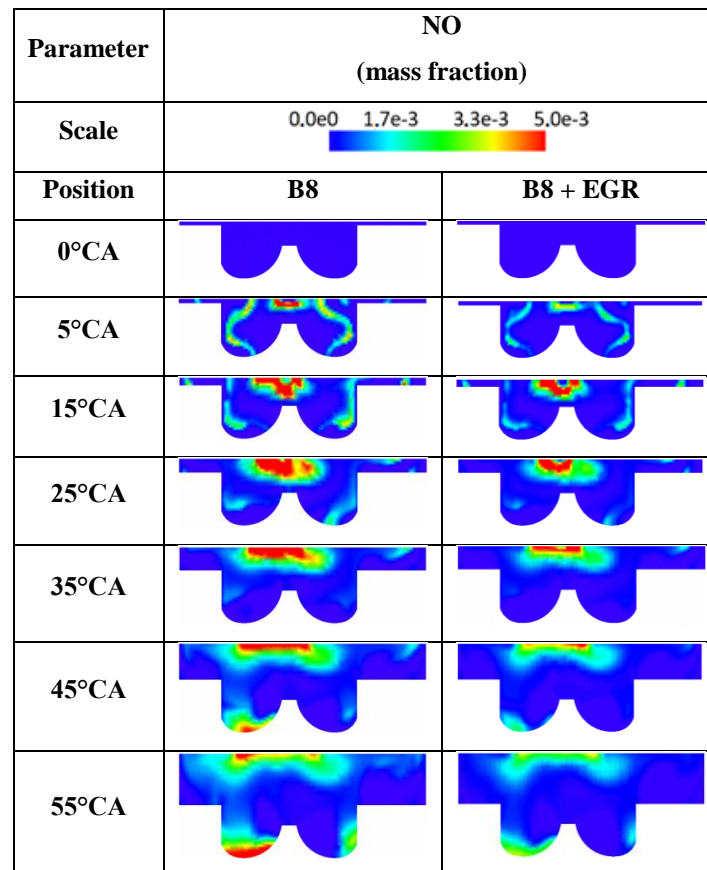 Parameter
NO
(mass fraction)
Scale
0.0e0 1.7e-3 3.3e-3 5.0e-3
Position B8 B8 + EGR
0°CA
5°CA
15°CA
25°CA
35°CA
45°CA
55°CA